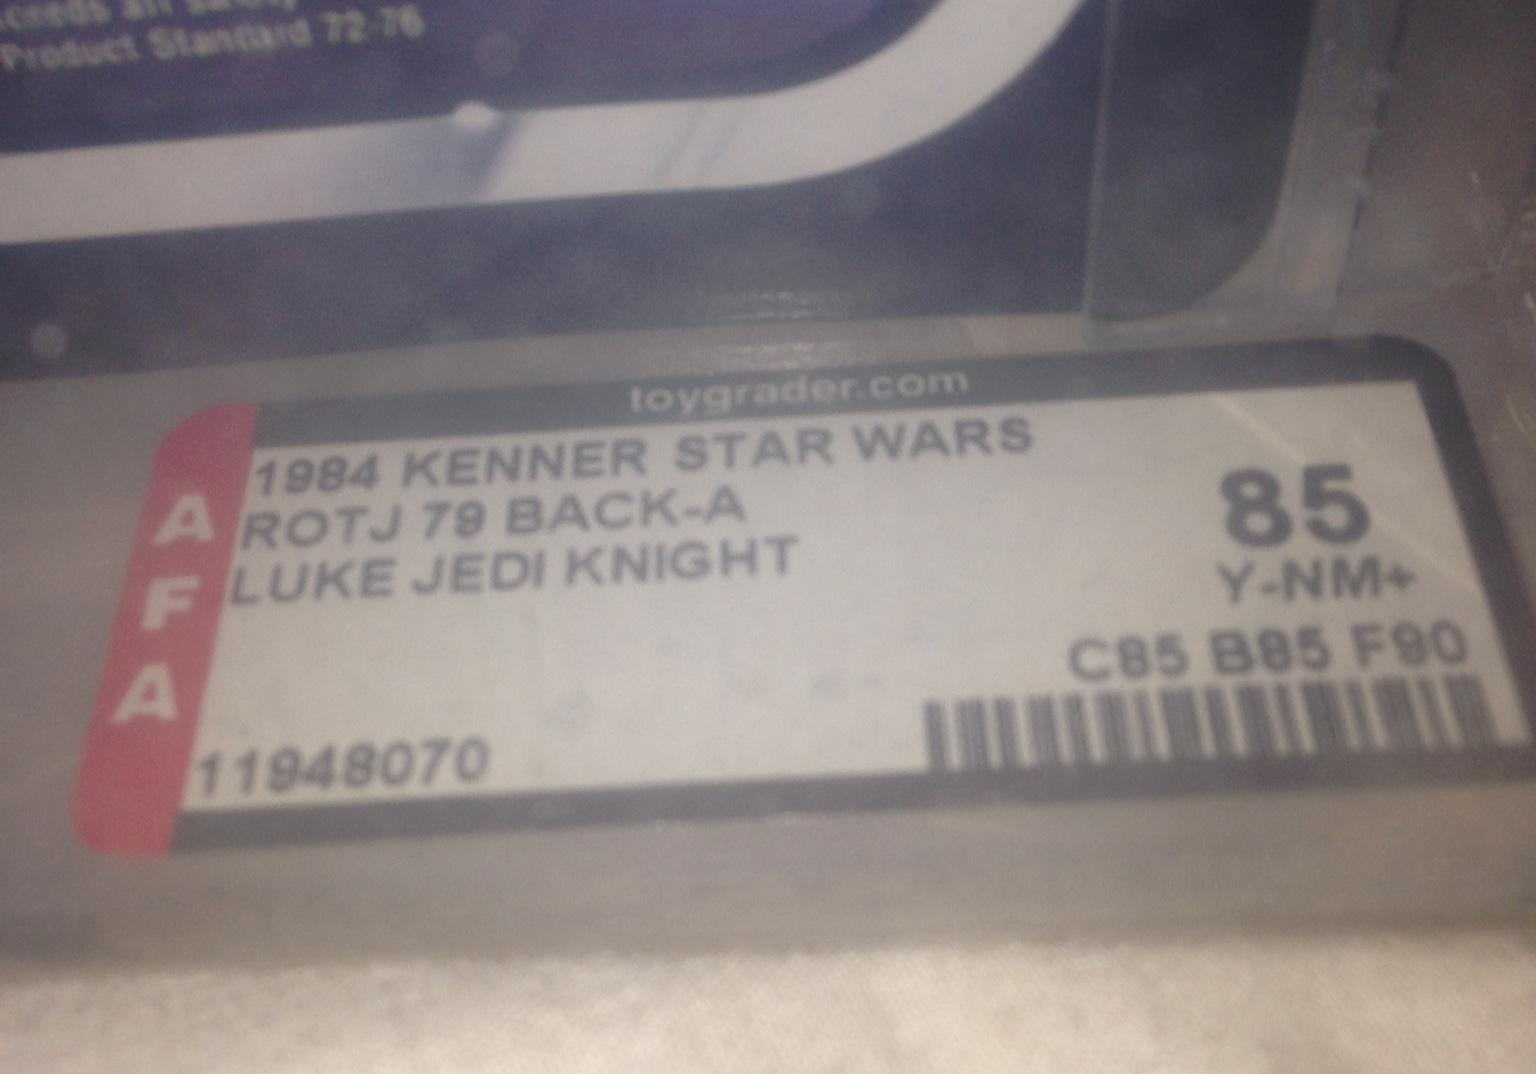 Product Standard 72-76
toygrader.com
AFA
1984 KENNER STAR WARS
ROTJ 79 BACK-A
LUKE JEDI KNIGHT
85
Y-NM+
C85 B85 F90
11948070